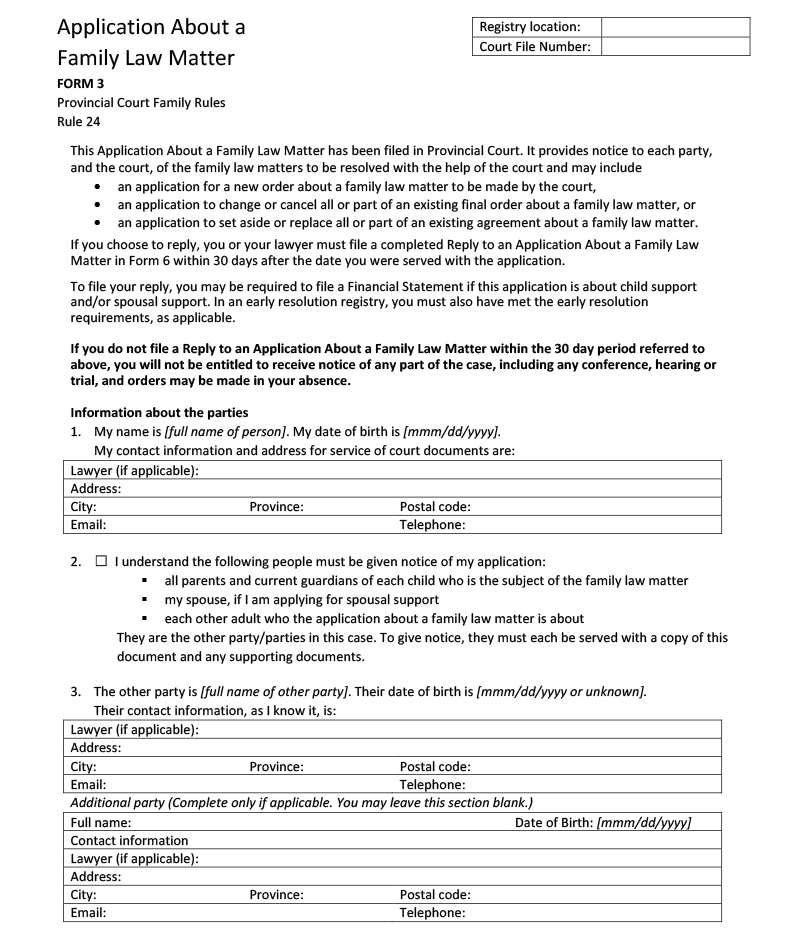 Application About a
Family Law Matter
Registry location:
Court File Number:
FORM 3
Provincial Court Family Rules
Rule 24
This Application About a Family Law Matter has been filed in Provincial Court. It provides notice to each party,
and the court, of the family law matters to be resolved with the help of the court and may include
• an application for a new order about a family law matter to be made by the court,
• an application to change or cancel all or part of an existing final order about a family law matter, or
• an application to set aside or replace all or part of an existing agreement about a family law matter.
If you choose to reply, you or your lawyer must file a completed Reply to an Application About a Family Law
Matter in Form 6 within 30 days after the date you were served with the application.
To file your reply, you may be required to file a Financial Statement if this application is about child support
and/or spousal support. In an early resolution registry, you must also have met the early resolution
requirements, as applicable.
If you do not file a Reply to an Application About a Family Law Matter within the 30 day period referred to
above, you will not be entitled to receive notice of any part of the case, including any conference, hearing or
trial, and orders may be made in your absence.
Information about the parties
1. My name is [full name of person]. My date of birth is [mmm/dd/yyyy].
My contact information and address for service of court documents are:
Lawyer (if applicable):
Address:
City: Province: Postal code:
Email: Telephone:
2. ☐ I understand the following people must be given notice of my application:
▪ all parents and current guardians of each child who is the subject of the family law matter
▪ my spouse, if I am applying for spousal support
▪ each other adult who the application about a family law matter is about
They are the other party/parties in this case. To give notice, they must each be served with a copy of this
document and any supporting documents.
3. The other party is [full name of other party]. Their date of birth is [mmm/dd/yyyy or unknown].
Their contact information, as I know it, is:
Lawyer (if applicable):
Address:
City: Province: Postal code:
Email: Telephone:
Additional party (Complete only if applicable. You may leave this section blank.)
Full name: Date of Birth: [mmm/dd/yyyy]
Contact information
Lawyer (if applicable):
Address:
City: Province: Postal code:
Email: Telephone: